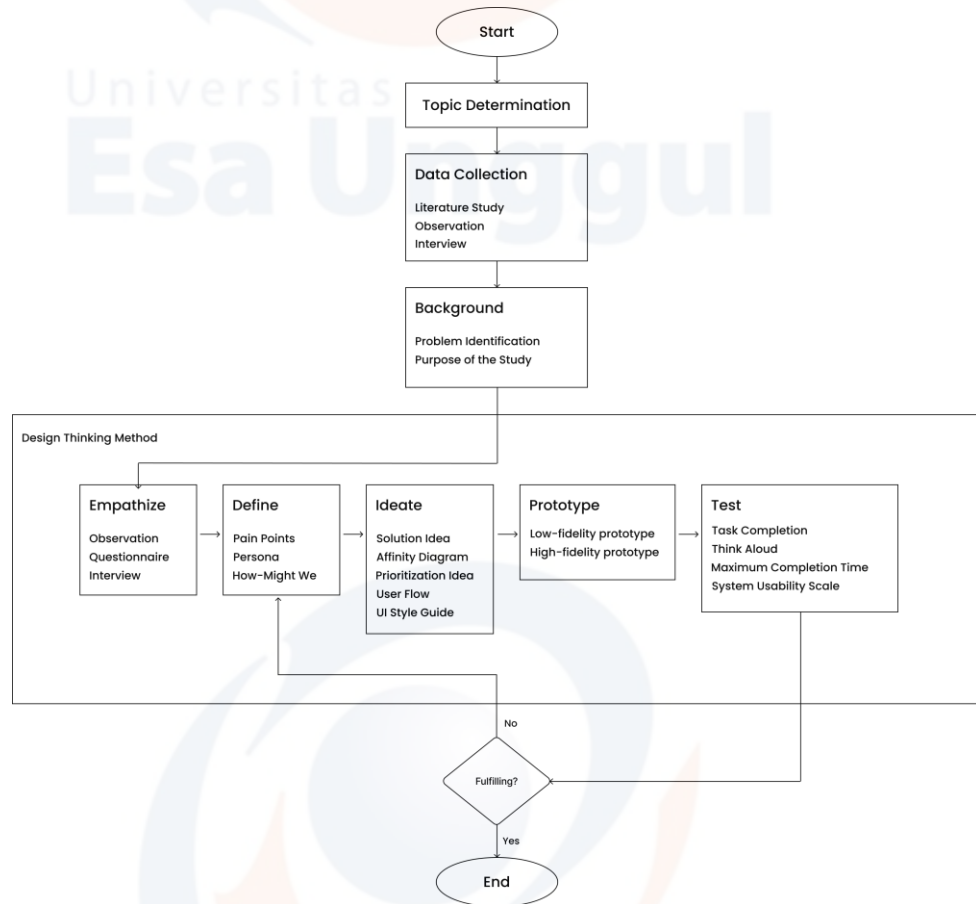 Start
Universitas
Esa Unggul
Topic Determination
Data Collection
Literature Study
Observation
Interview
Background
Problem Identification
Purpose of the Study
Design Thinking Method
Empathize
Observation
Questionnaire
Interview
Define
Pain Points
Persona
How-Might We
Ideate
Solution Idea
Affinity Diagram
Prioritization Idea
User Flow
UI Style Guide
Prototype
Low-fidelity prototype
High-fidelity prototype
Test
Task Completion
Think Aloud
Maximum Completion Time
System Usability Scale
No
Fulfilling?
Yes
End